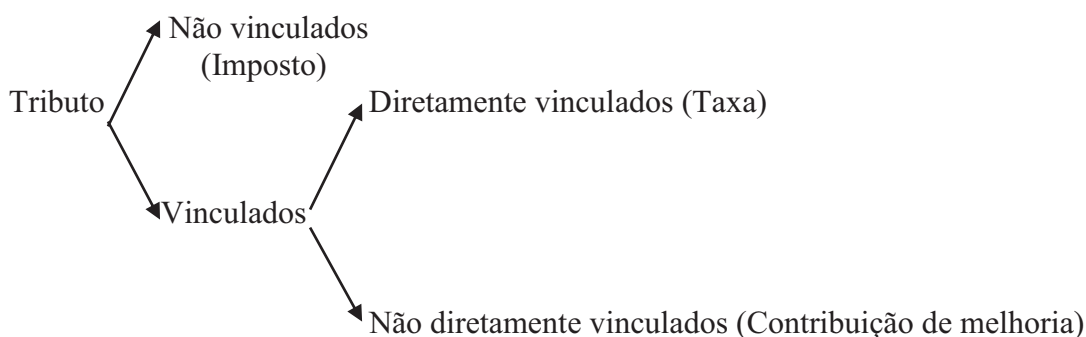 Não vinculados
(Imposto)
Tributo
Diretamente vinculados (Taxa)
Vinculados
Não diretamente vinculados (Contribuição de melhoria)